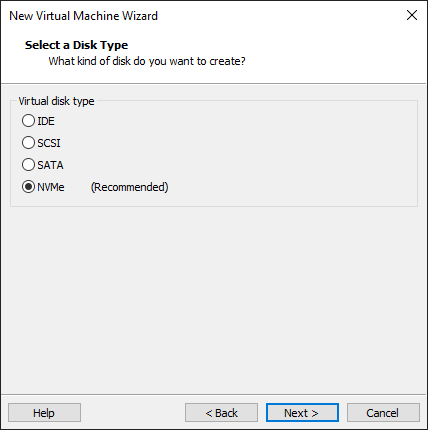 New Virtual Machine Wizard
Select a Disk Type
What kind of disk do you want to create?
Virtual disk type
IDE
SCSI
SATA
NVMe (Recommended)
Help < Back Next > Cancel